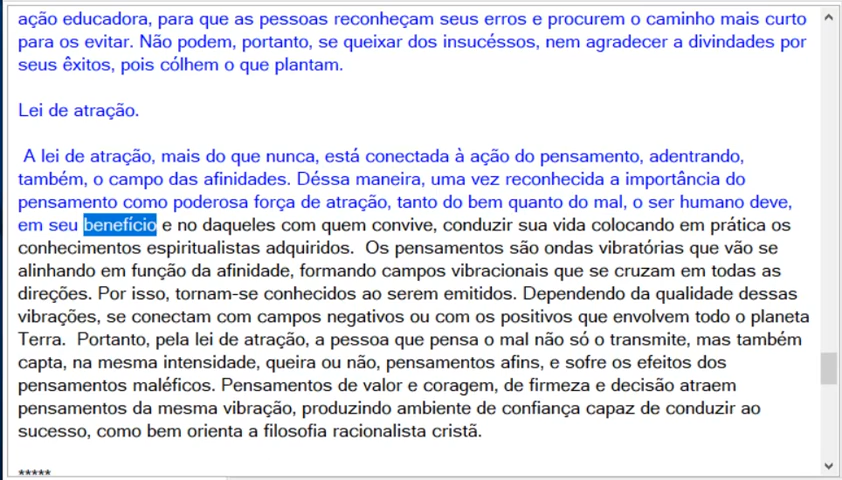 ação educadora, para que as pessoas reconheçam seus erros e procurem o caminho mais curto
para os evitar. Não podem, portanto, se queixar dos insucéssos, nem agradecer a divindades por
seus êxitos, pois cólhem o que plantam.
Lei de atração.
A lei de atração, mais do que nunca, está conectada à ação do pensamento, adentrando,
também, o campo das afinidades. Déssa maneira, uma vez reconhecida a importância do
pensamento como poderosa força de atração, tanto do bem quanto do mal, o ser humano deve,
em seu benefício e no daqueles com quem convive, conduzir sua vida colocando em prática os
conhecimentos espiritualistas adquiridos.  Os pensamentos são ondas vibratórias que vão se
alinhando em função da afinidade, formando campos vibracionais que se cruzam em todas as
direções. Por isso, tornam-se conhecidos ao serem emitidos. Dependendo da qualidade dessas
vibrações, se conectam com campos negativos ou com os positivos que envolvem todo o planeta
Terra.  Portanto, pela lei de atração, a pessoa que pensa o mal não só o transmite, mas também
capta, na mesma intensidade, queira ou não, pensamentos afins, e sofre os efeitos dos
pensamentos maléficos. Pensamentos de valor e coragem, de firmeza e decisão atraem
pensamentos da mesma vibração, produzindo ambiente de confiança capaz de conduzir ao
sucesso, como bem orienta a filosofia racionalista cristã.
*****